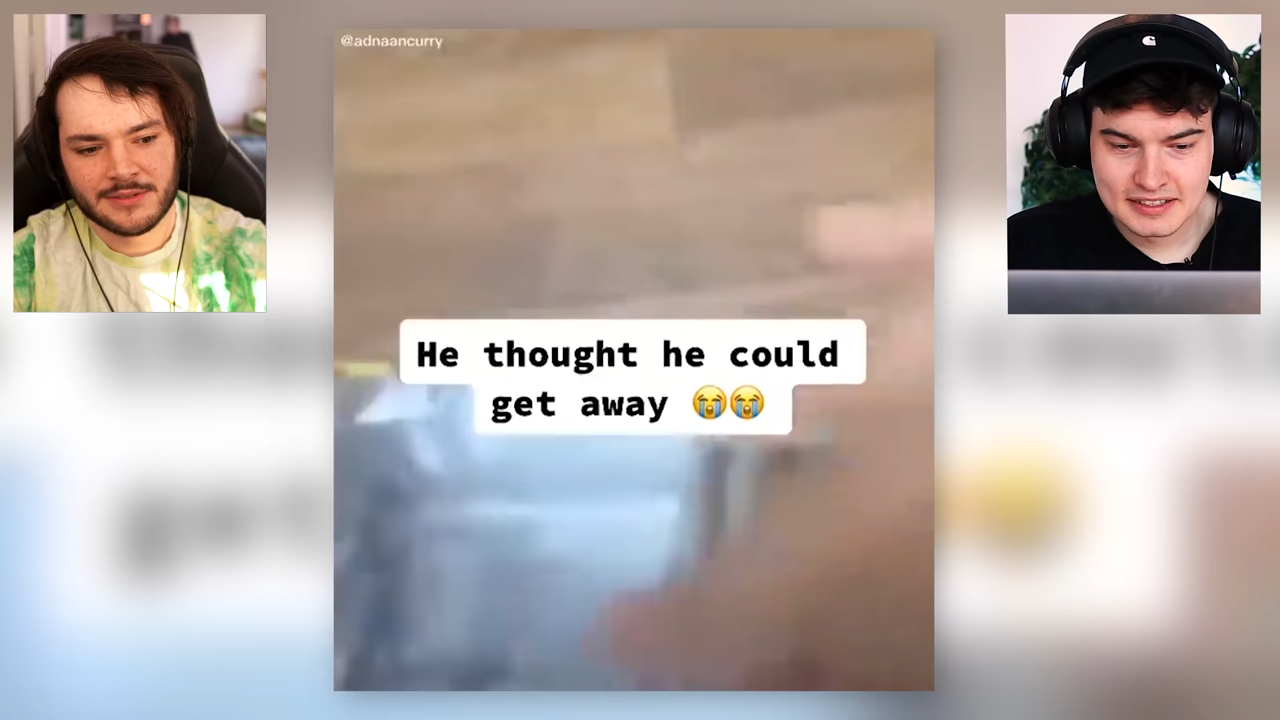 @adnaancurry
He thought he could
get away 😭😭